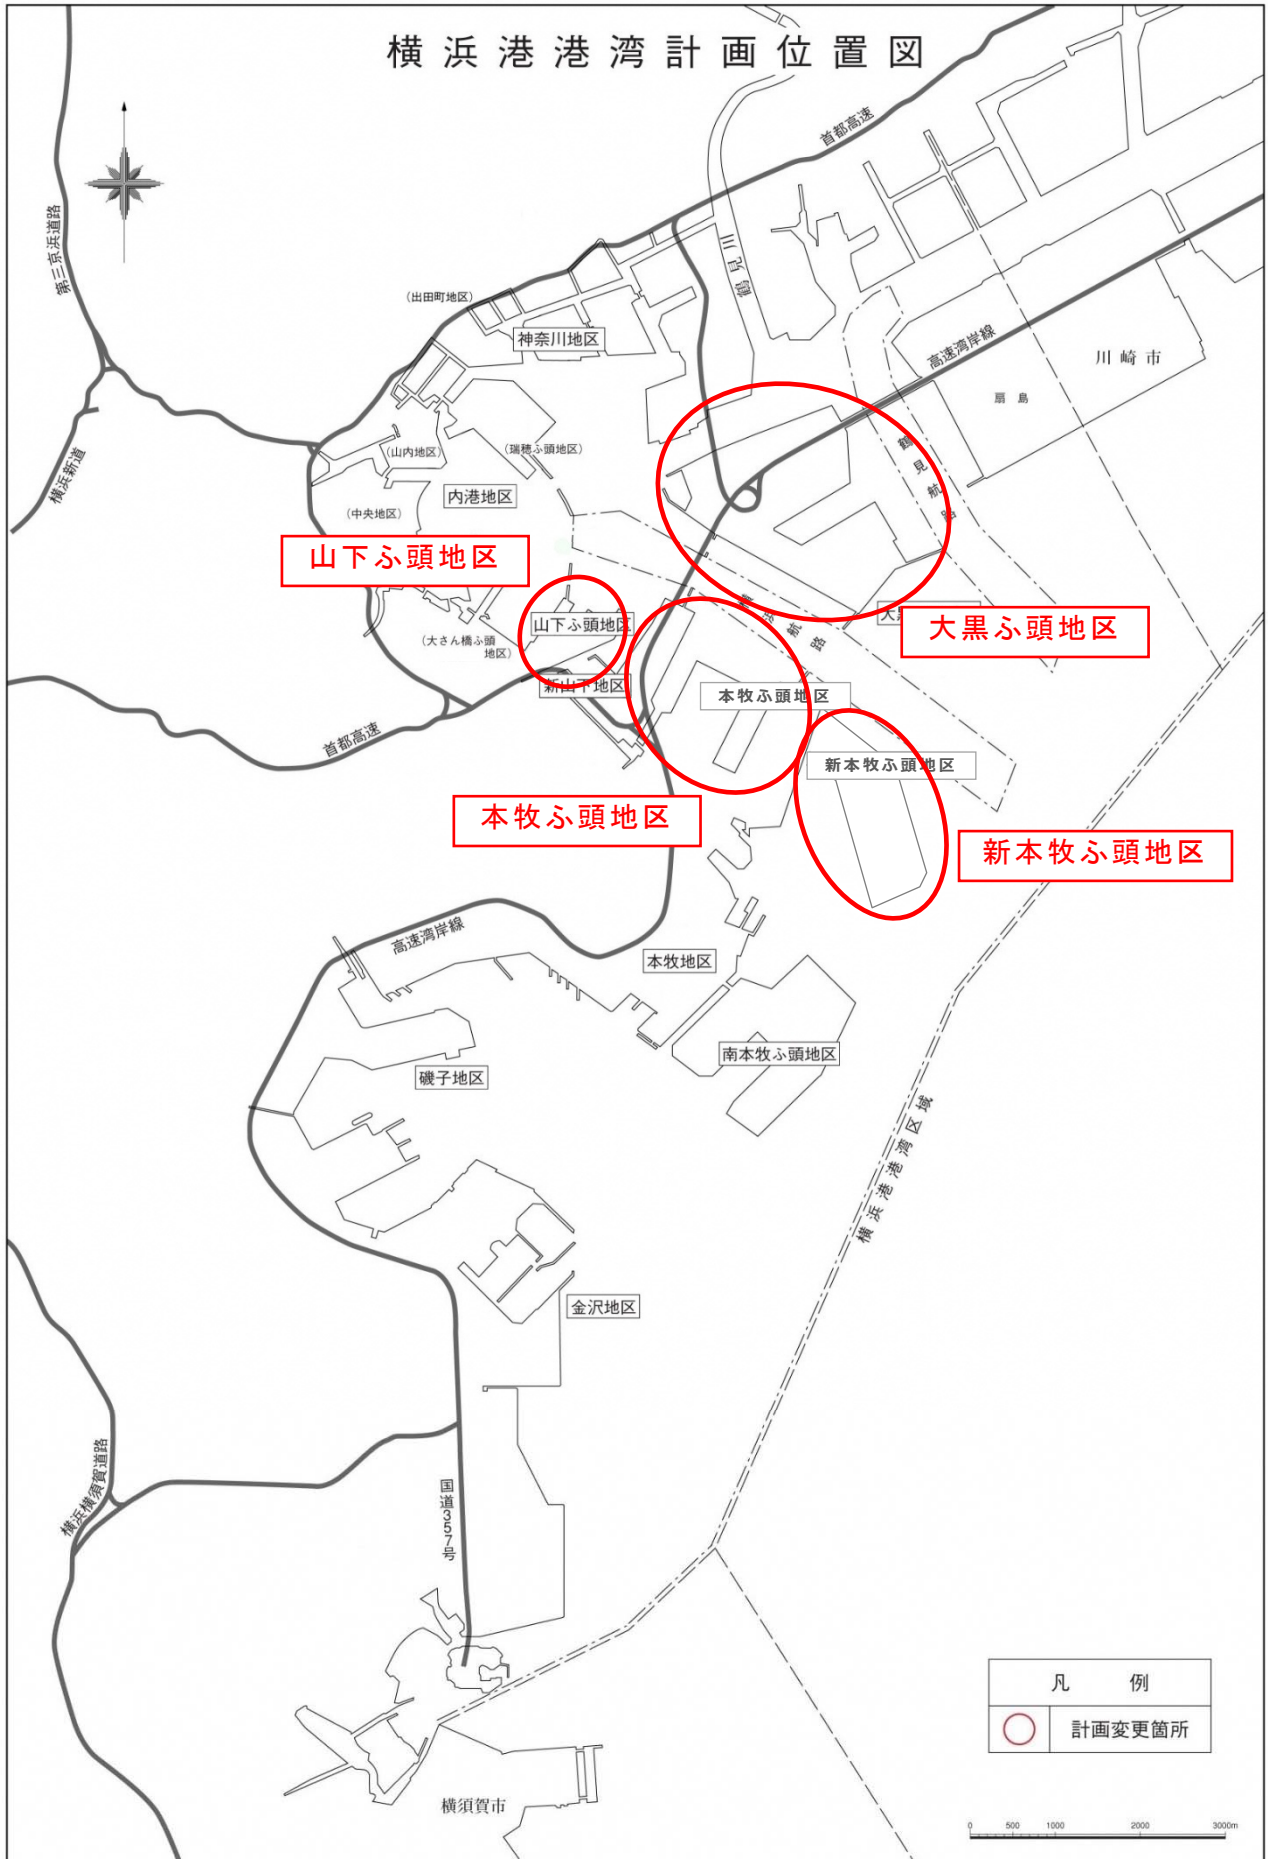 横浜港港湾計画位置図
首都高速
第三京浜道路
鶴見川
(出田町地区)
神奈川地区
高速湾岸線
川崎市
扇島
鶴見航路
横浜新道
(山内地区)
(瑞穂ふ頭地区)
内港地区
(中央地区)
山下ふ頭地区
横浜航路
大黒ふ頭地区
山下ふ頭地区
(大さん橋ふ頭
地区)
新山下地区
本牧ふ頭地区
首都高速
新本牧ふ頭地区
本牧ふ頭地区
新本牧ふ頭地区
高速湾岸線
本牧地区
南本牧ふ頭地区
磯子地区
横浜港港湾区域
金沢地区
横浜横須賀道路
国道357号
凡例
計画変更箇所
横須賀市
0 500 1000 2000 3000m